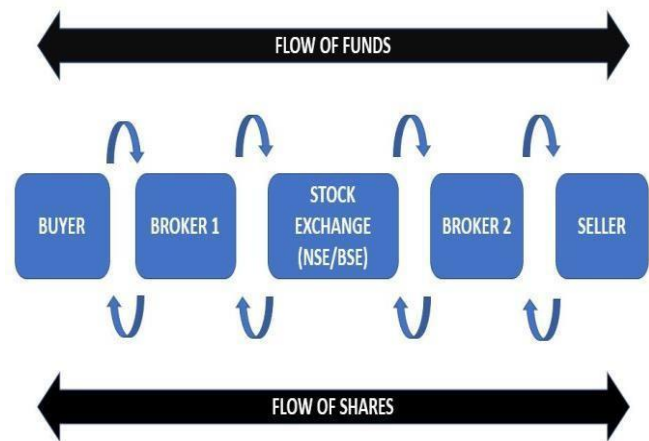 FLOW OF FUNDS
BUYER
BROKER 1
STOCK
EXCHANGE
(NSE/BSE)
BROKER 2
SELLER
FLOW OF SHARES